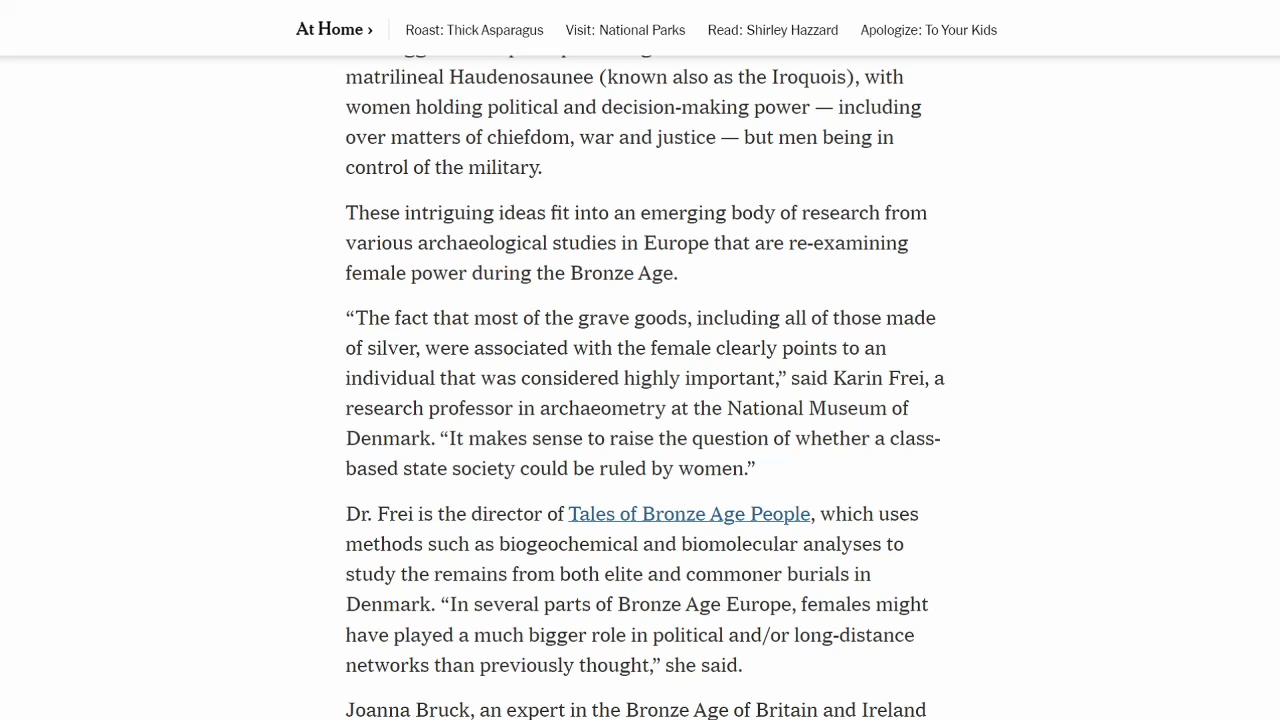 At Home ›
Roast: Thick Asparagus
Visit: National Parks
Read: Shirley Hazzard
Apologize: To Your Kids
matrilineal Haudenosaunee (known also as the Iroquois), with
women holding political and decision-making power — including
over matters of chiefdom, war and justice — but men being in
control of the military.
These intriguing ideas fit into an emerging body of research from
various archaeological studies in Europe that are re-examining
female power during the Bronze Age.
“The fact that most of the grave goods, including all of those made
of silver, were associated with the female clearly points to an
individual that was considered highly important,” said Karin Frei, a
research professor in archaeometry at the National Museum of
Denmark. “It makes sense to raise the question of whether a class-
based state society could be ruled by women.”
Dr. Frei is the director of Tales of Bronze Age People, which uses
methods such as biogeochemical and biomolecular analyses to
study the remains from both elite and commoner burials in
Denmark. “In several parts of Bronze Age Europe, females might
have played a much bigger role in political and/or long-distance
networks than previously thought,” she said.
Joanna Bruck, an expert in the Bronze Age of Britain and Ireland